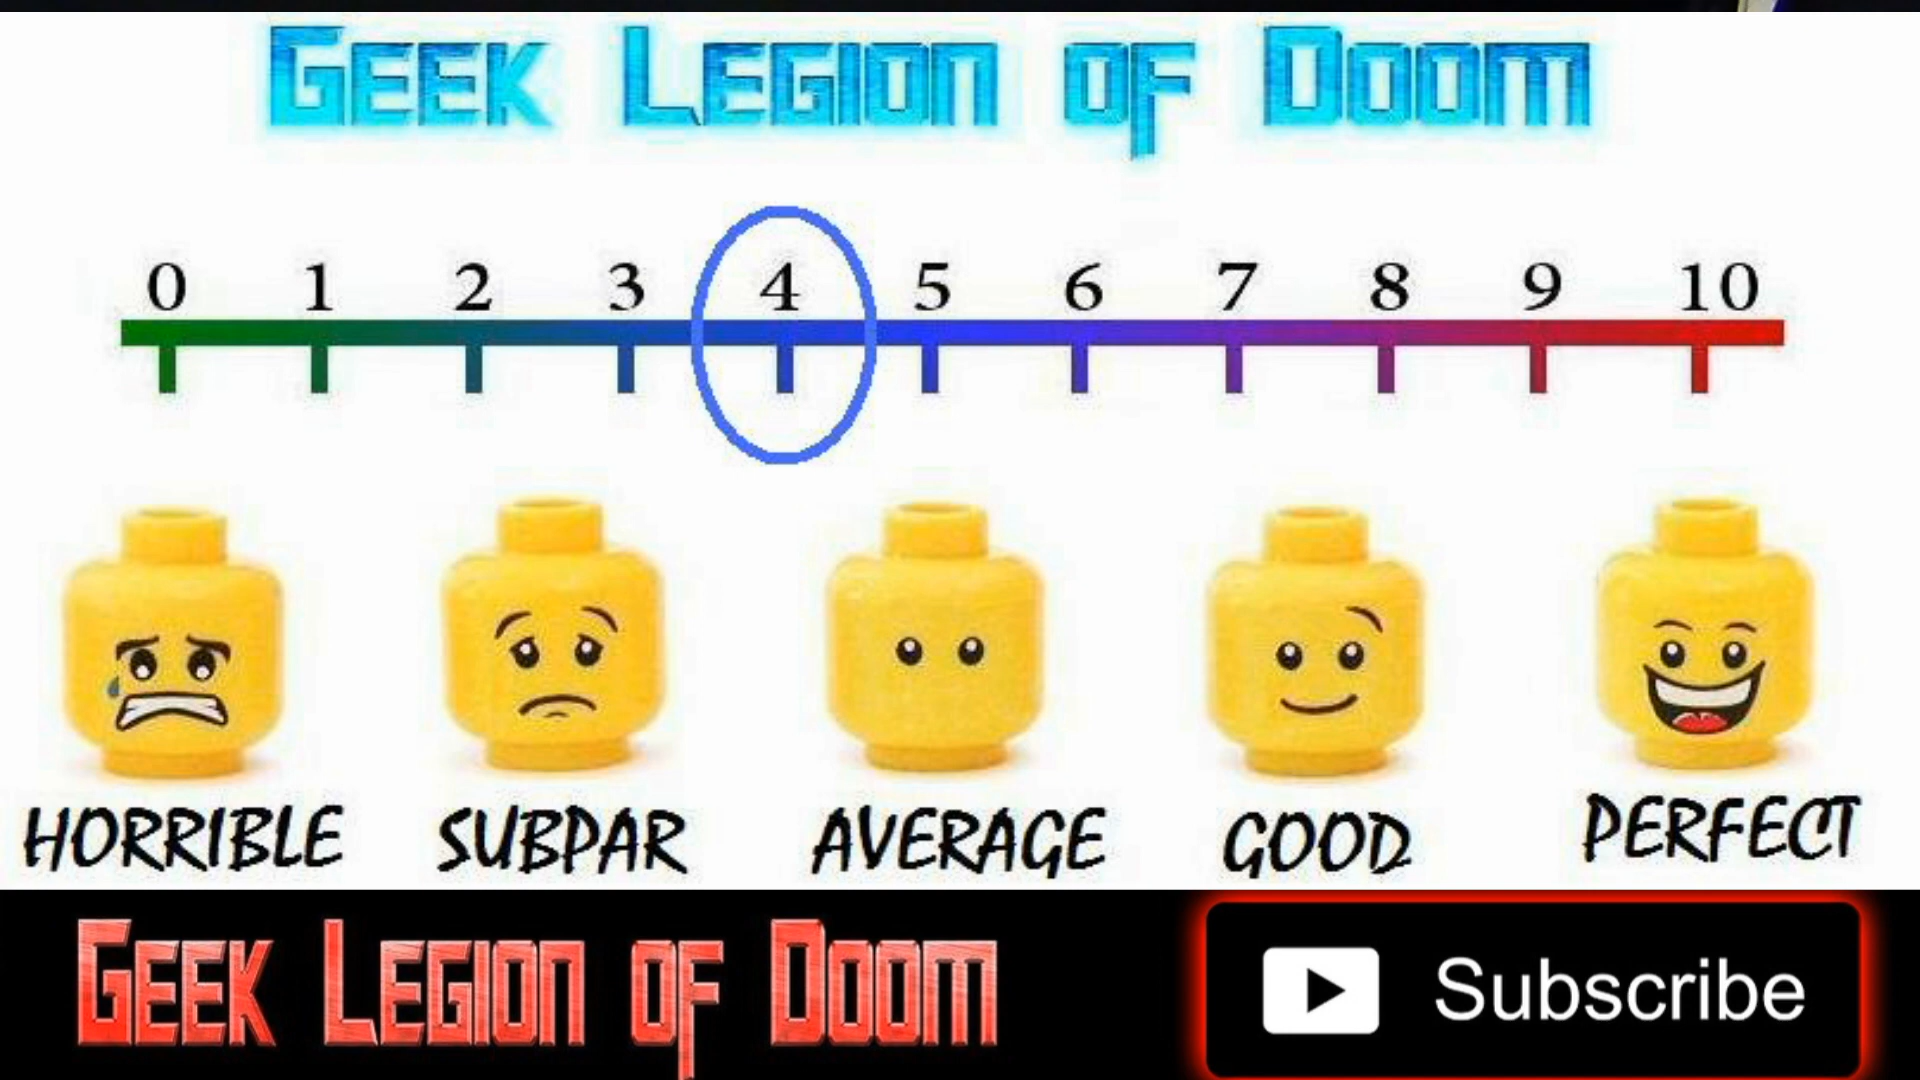 GEEK LEGION OF DOOM
0 1 2 3 4 5 6 7 8 9 10
HORRIBLE SUBPAR AVERAGE GOOD PERFECT
GEEK LEGION OF DOOM
Subscribe